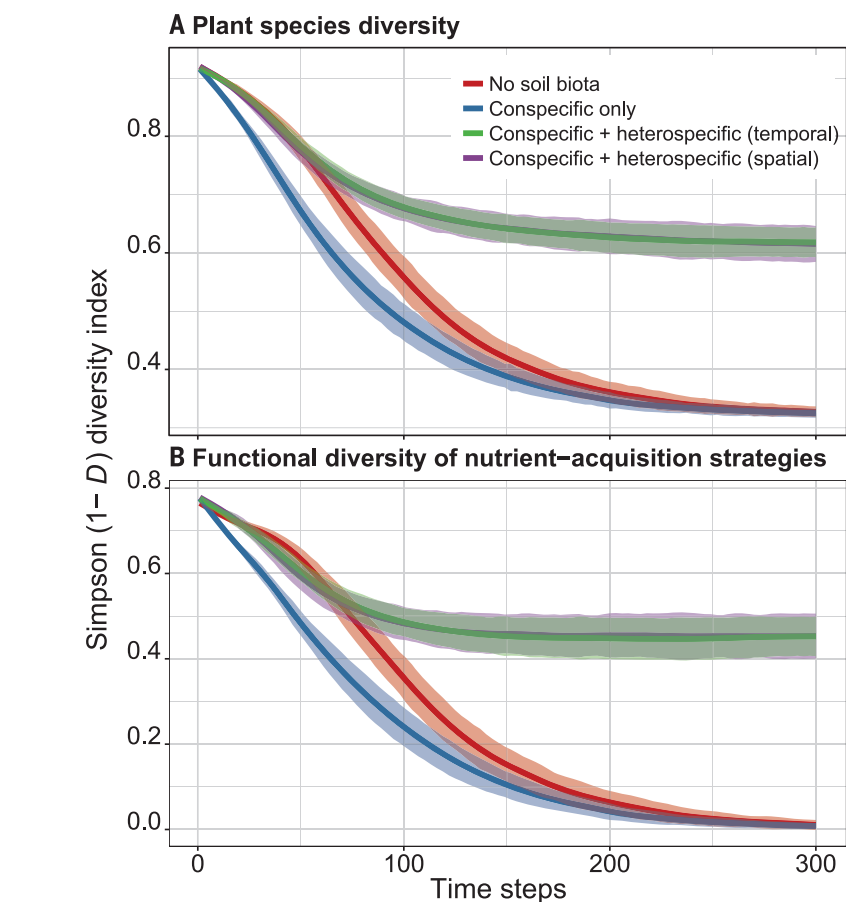 A Plant species diversity
No soil biota
Conspecific only
Conspecific + heterospecific (temporal)
Conspecific + heterospecific (spatial)
0.8
0.6
0.4
Simpson (1− D) diversity index
B Functional diversity of nutrient−acquisition strategies
0.8
0.6
0.4
0.2
0.0
0 100 200 300
Time steps